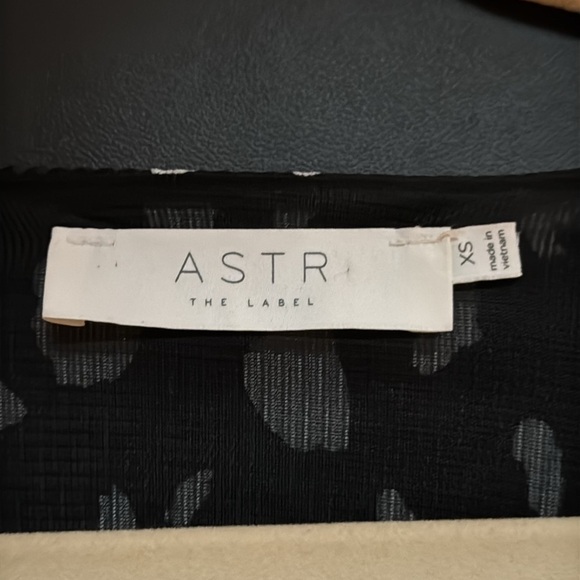 ASTR
THE LABEL
XS
made in
vietnam